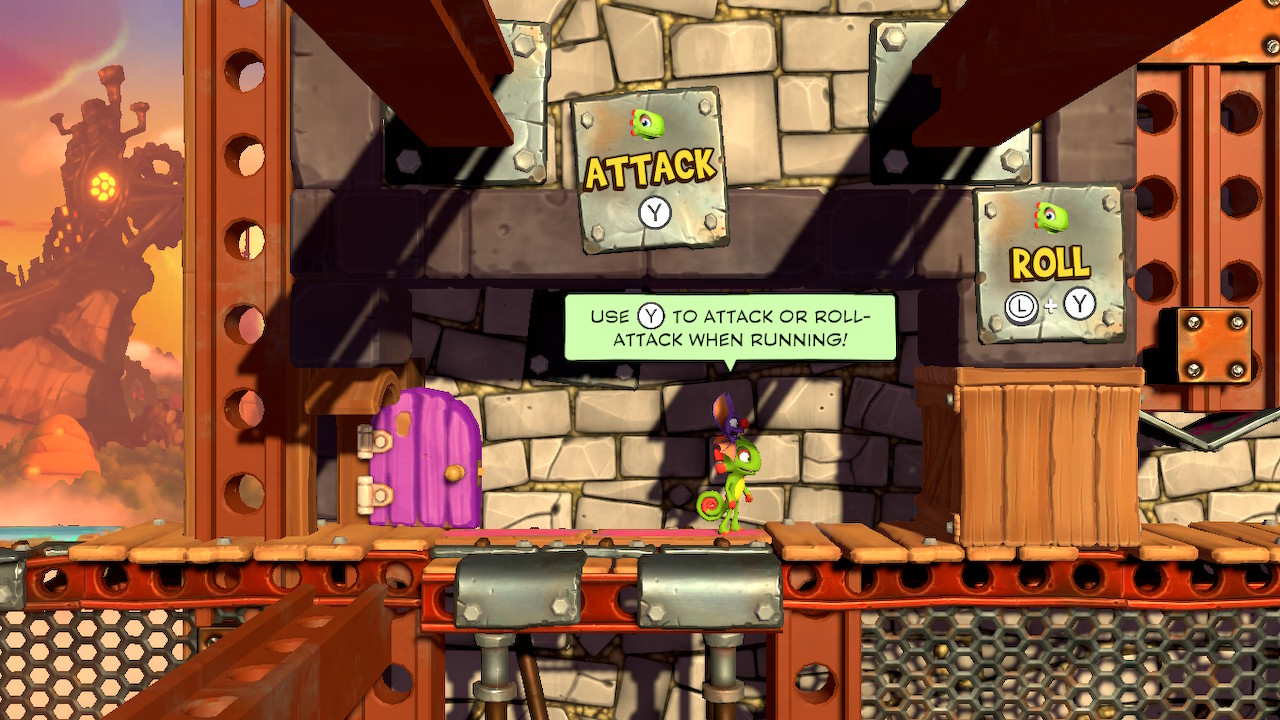 ATTACK
Y
ROLL
L + Y
USE Y TO ATTACK OR ROLL-
ATTACK WHEN RUNNING!